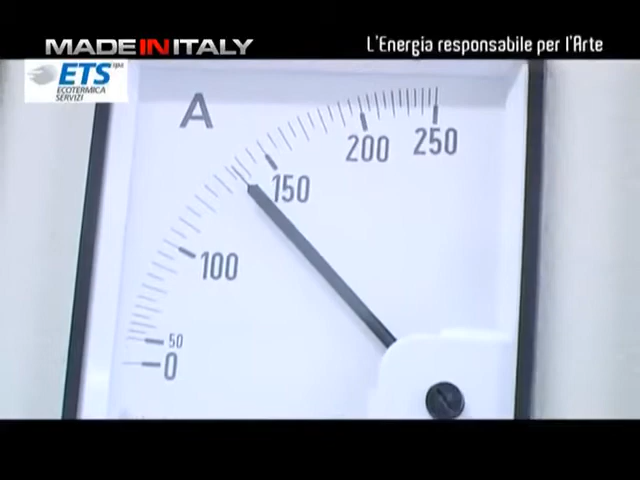 MADE IN ITALY
L'Energia responsabile per l'Arte
ETS spa
ECOTERMICA
SERVIZI
A
250
200
150
100
50
0